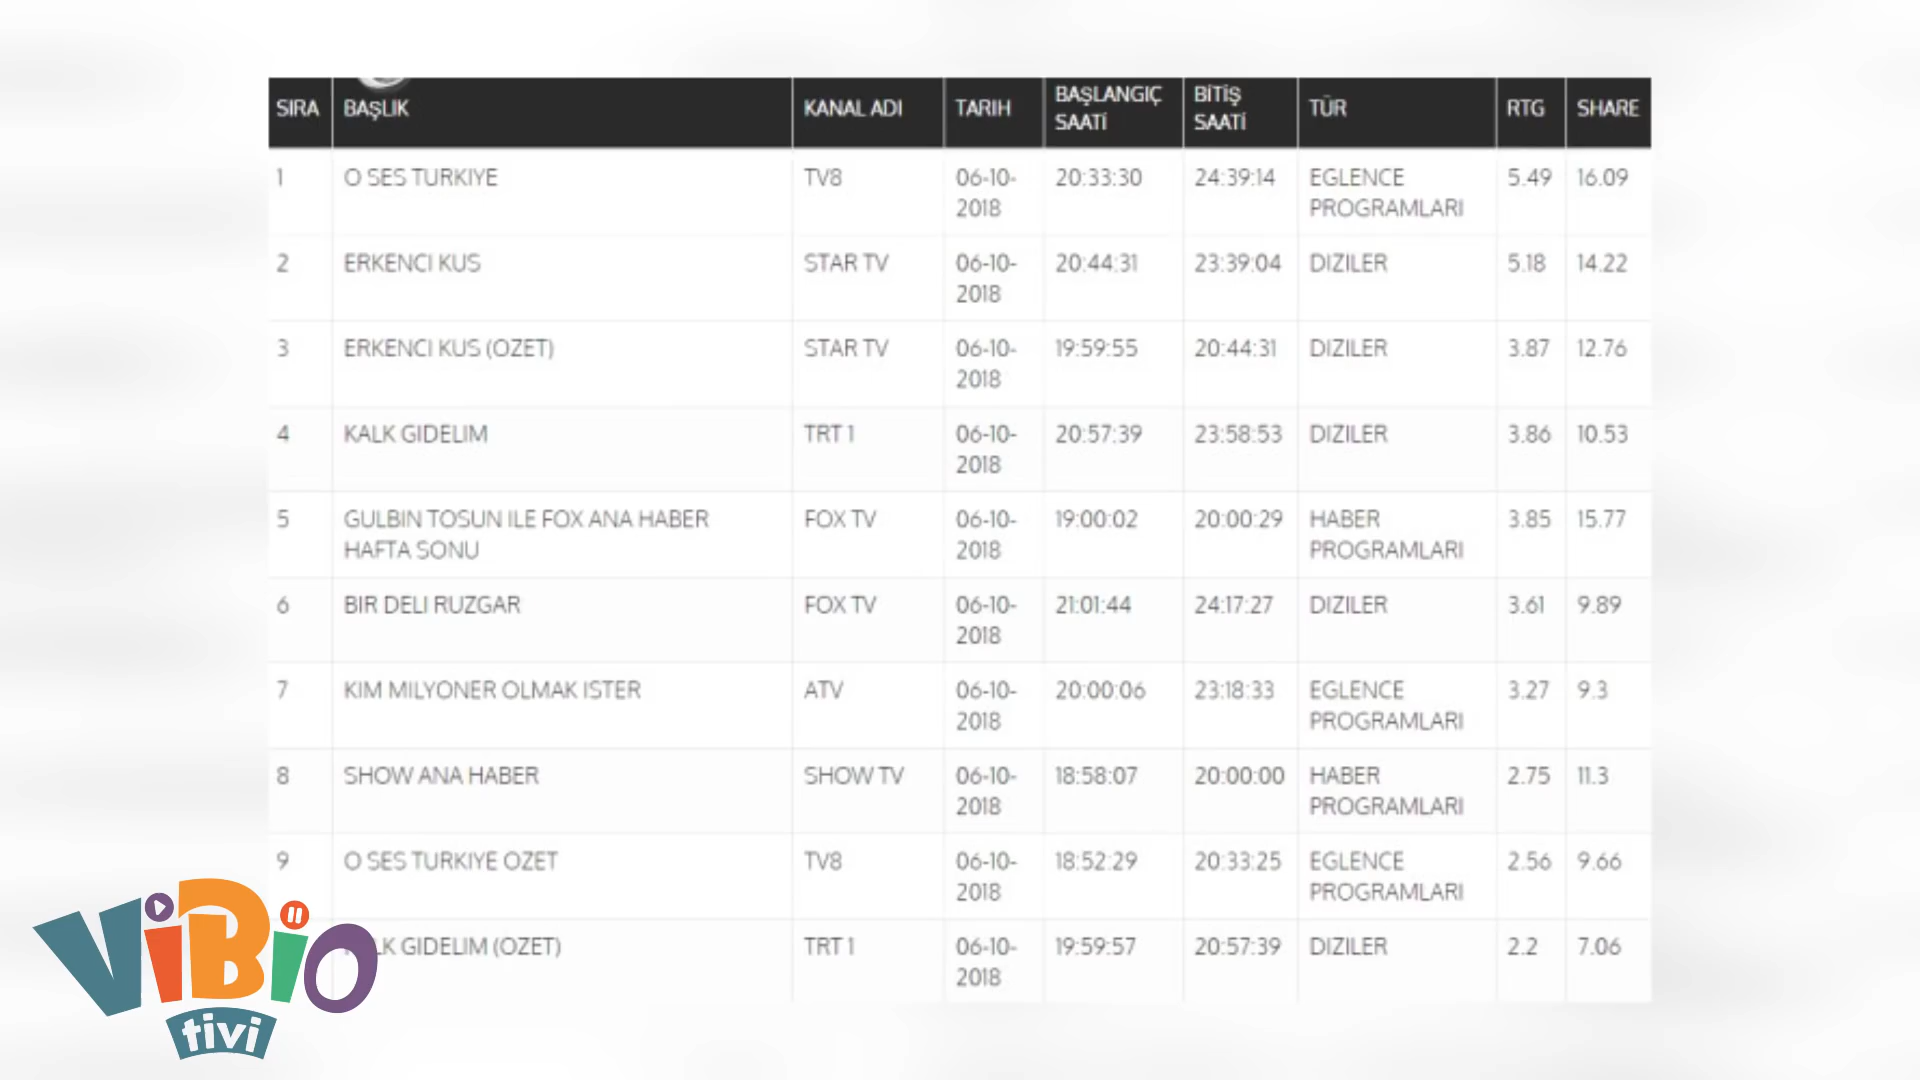 SIRA BAŞLIK KANAL ADI TARIH BAŞLANGIÇ SAATİ BİTİŞ SAATİ TÜR RTG SHARE
1 O SES TURKIYE TV8 06-10-2018 20:33:30 24:39:14 EGLENCE PROGRAMLARI 5.49 16.09
2 ERKENCI KUS STAR TV 06-10-2018 20:44:31 23:39:04 DIZILER 5.18 14.22
3 ERKENCI KUS (OZET) STAR TV 06-10-2018 19:59:55 20:44:31 DIZILER 3.87 12.76
4 KALK GIDELIM TRT 1 06-10-2018 20:57:39 23:58:53 DIZILER 3.86 10.53
5 GULBIN TOSUN ILE FOX ANA HABER HAFTA SONU FOX TV 06-10-2018 19:00:02 20:00:29 HABER PROGRAMLARI 3.85 15.77
6 BIR DELI RUZGAR FOX TV 06-10-2018 21:01:44 24:17:27 DIZILER 3.61 9.89
7 KIM MILYONER OLMAK ISTER ATV 06-10-2018 20:00:06 23:18:33 EGLENCE PROGRAMLARI 3.27 9.3
8 SHOW ANA HABER SHOW TV 06-10-2018 18:58:07 20:00:00 HABER PROGRAMLARI 2.75 11.3
9 O SES TURKIYE OZET TV8 06-10-2018 18:52:29 20:33:25 EGLENCE PROGRAMLARI 2.56 9.66
GIDELIM (OZET) TRT 1 06-10-2018 19:59:57 20:57:39 DIZILER 2.2 7.06
ViBiO
tivi